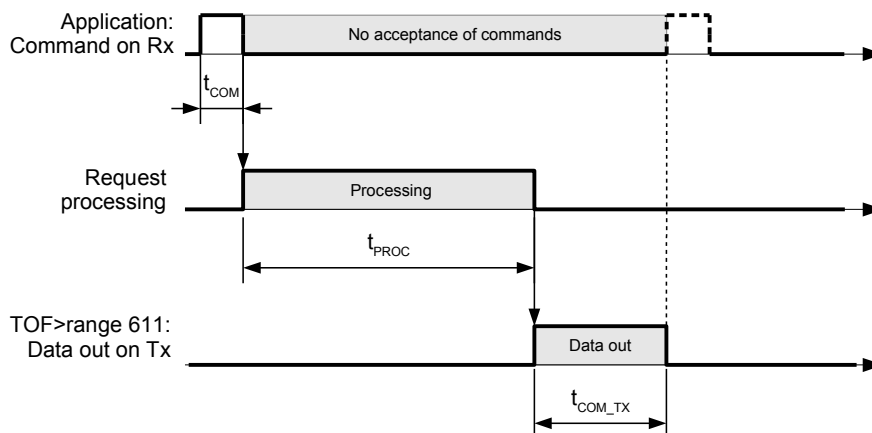 Application:
Command on Rx
No acceptance of commands
tCOM
Request
processing
Processing
tPROC
TOF>range 611:
Data out on Tx
Data out
tCOM_TX